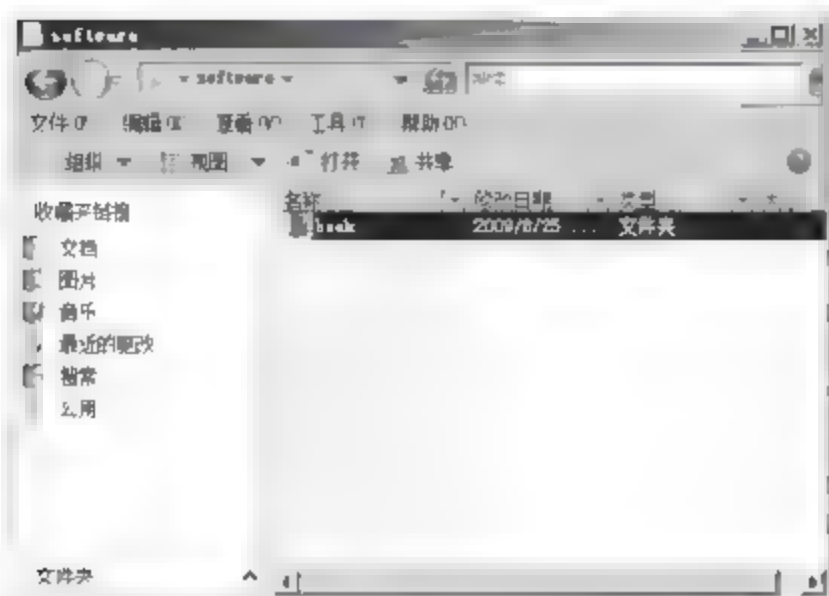 software
software
文件(F) 编辑(E) 查看(V) 工具(T) 帮助(H)
组织 视图 打开 共享
收藏夹链接
名称 修改日期 类型
book 2009/6/25 ... 文件夹
文档
图片
音乐
最近的更改
搜索
公用
文件夹